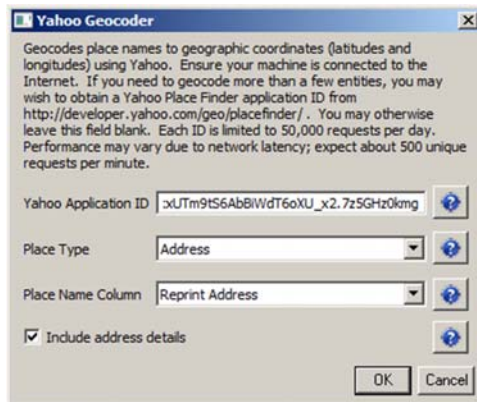 Yahoo Geocoder
Geocodes place names to geographic coordinates (latitudes and
longitudes) using Yahoo. Ensure your machine is connected to the
Internet. If you need to geocode more than a few entities, you may
wish to obtain a Yahoo Place Finder application ID from
http://developer.yahoo.com/geo/placefinder/ . You may otherwise
leave this field blank. Each ID is limited to 50,000 requests per day.
Performance may vary due to network latency; expect about 500 unique
requests per minute.
Yahoo Application ID :xUTm9tS6AbBiWdT6oXU_x2.7z5GHz0kmg
Place Type Address
Place Name Column Reprint Address
Include address details
OK Cancel